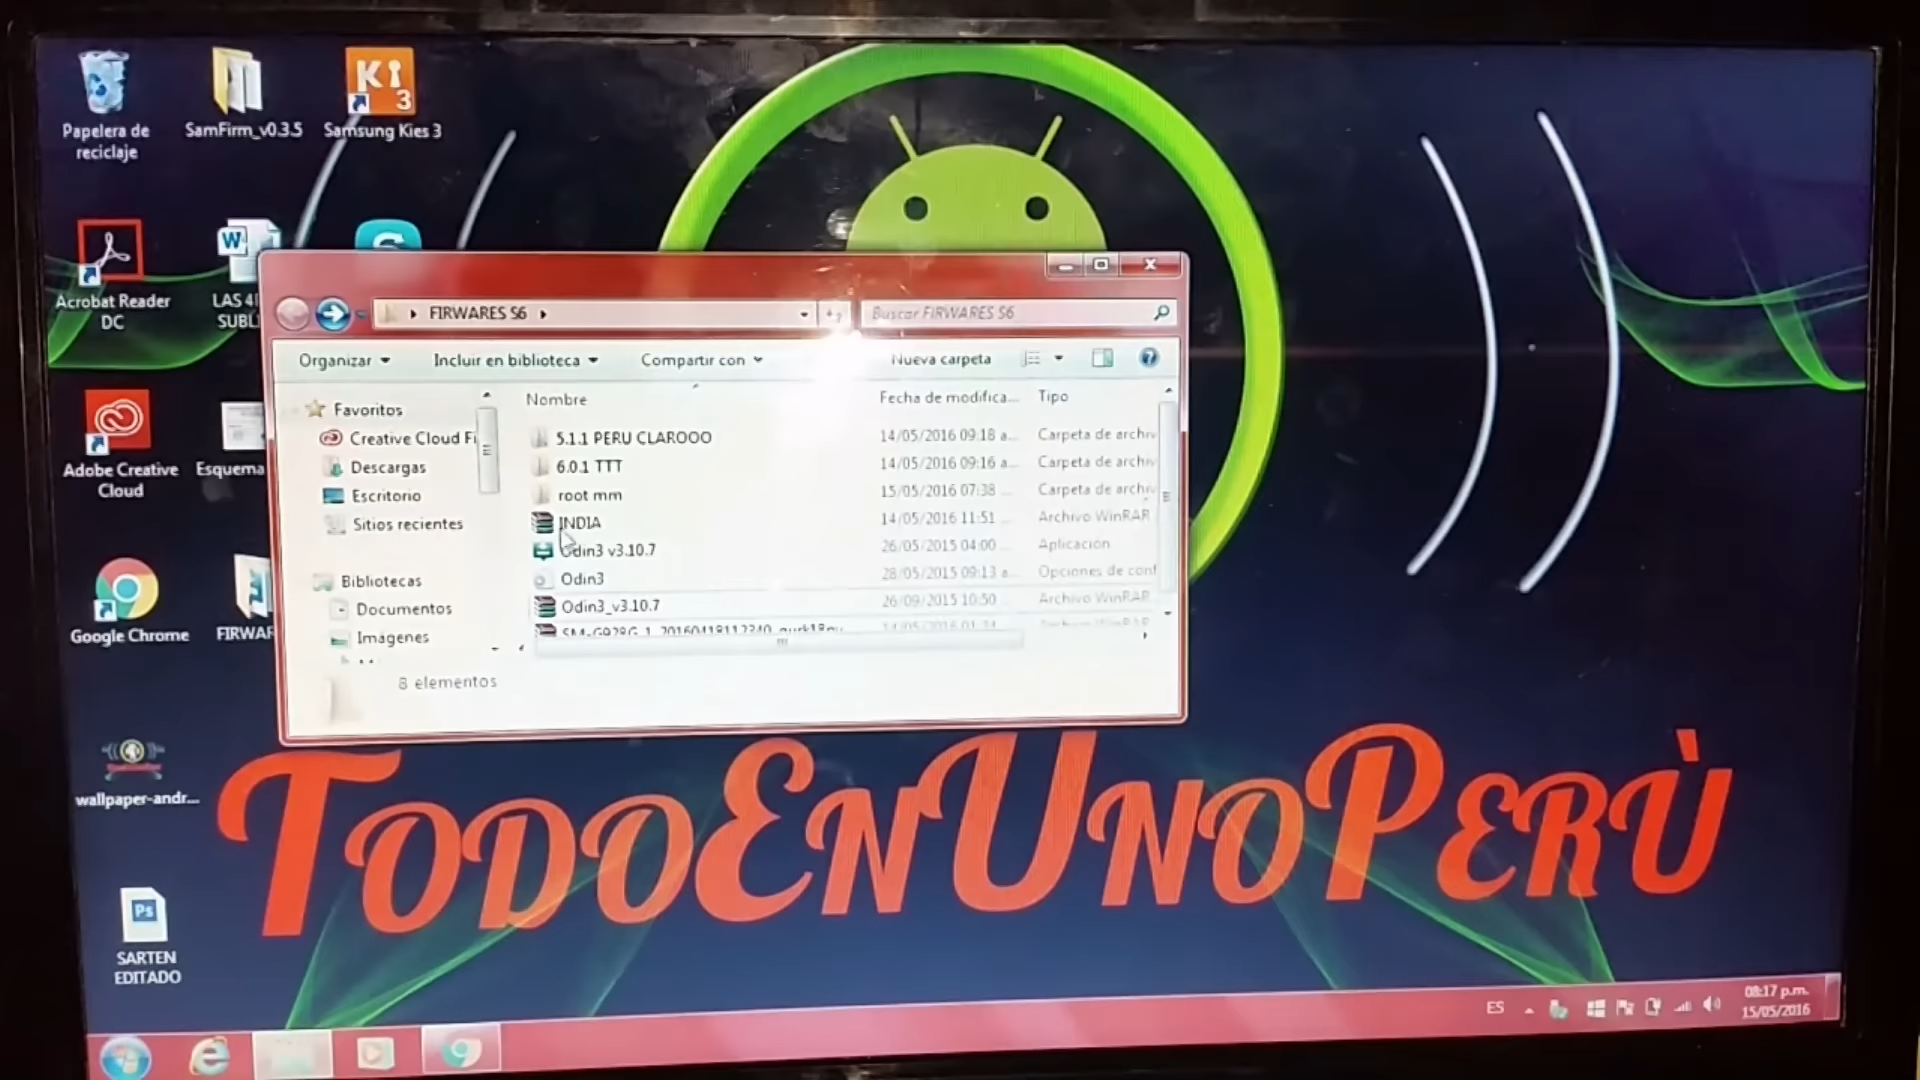 Papelera de
reciclaje
SamFirm_v0.3.5
Ki
3
Samsung Kies 3
W
Acrobat Reader
DC
LAS 4
SUBL
Adobe Creative
Cloud
Esquema
Google Chrome
FIRWAR
wallpaper-andr...
Ps
SARTEN
EDITADO
FIRWARES S6
Buscar FIRWARES S6
Organizar
Incluir en biblioteca
Compartir con
Nueva carpeta
Favoritos
Creative Cloud Fi
Descargas
Escritorio
Sitios recientes
Bibliotecas
Documentos
Imágenes
Nombre Fecha de modifica... Tipo
5.1.1 PERU CLAROOO 14/05/2016 09:18 a... Carpeta de archiv
6.0.1 TTT 14/05/2016 09:16 a... Carpeta de archiv
root mm 15/05/2016 07:38 ... Carpeta de archiv
INDIA 14/05/2016 11:51 ... Archivo WinRAR
Odin3 v3.10.7 26/05/2015 04:00 ... Aplicación
Odin3 28/05/2015 09:13 a... Opciones de conf
Odin3_v3.10.7 26/09/2015 10:50 ... Archivo WinRAR
8 elementos
TODOENUNOPERÙ
ES
08:17 p.m.
15/05/2016